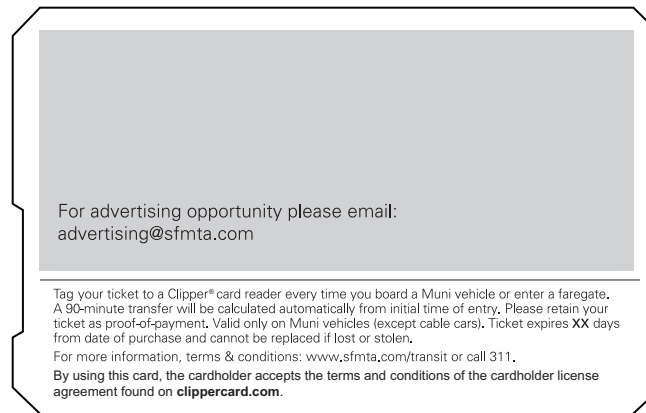 For advertising opportunity please email:
advertising@sfmta.com
Tag your ticket to a Clipper® card reader every time you board a Muni vehicle or enter a faregate.
A 90-minute transfer will be calculated automatically from initial time of entry. Please retain your
ticket as proof-of-payment. Valid only on Muni vehicles (except cable cars). Ticket expires XX days
from date of purchase and cannot be replaced if lost or stolen.
For more information, terms & conditions: www.sfmta.com/transit or call 311.
By using this card, the cardholder accepts the terms and conditions of the cardholder license
agreement found on clippercard.com.